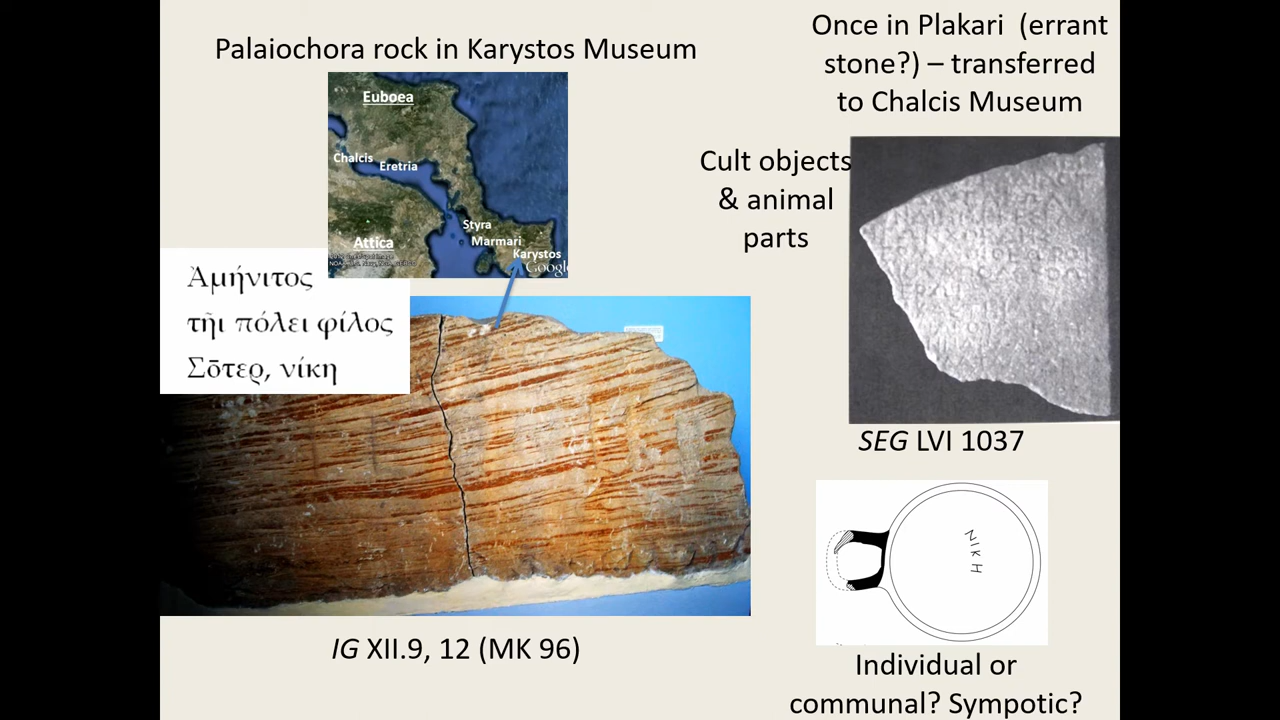 Palaiochora rock in Karystos Museum
Once in Plakari (errant
stone?) – transferred
to Chalcis Museum
Euboea
Chalcis
Eretria
Styra
Marmari
Attica
Karystos
Google
Cult objects
& animal
parts
Ἀμήνιτος
τῆι πόλει φίλος
Σο̄τερ̣, νίκη
SEG LVI 1037
ΝΙΚΗ
IG XII.9, 12 (MK 96)
Individual or
communal? Sympotic?